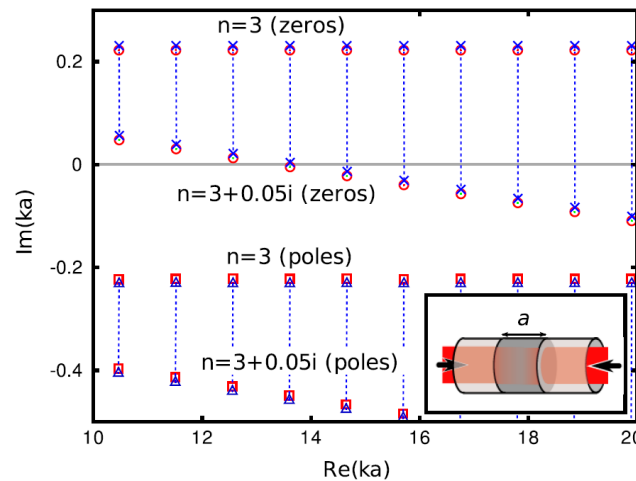 n=3 (zeros)
0.2
0
n=3+0.05i (zeros)
Im(ka)
n=3 (poles)
-0.2
a
n=3+0.05i (poles)
-0.4
10
12
14
16
18
20
Re(ka)